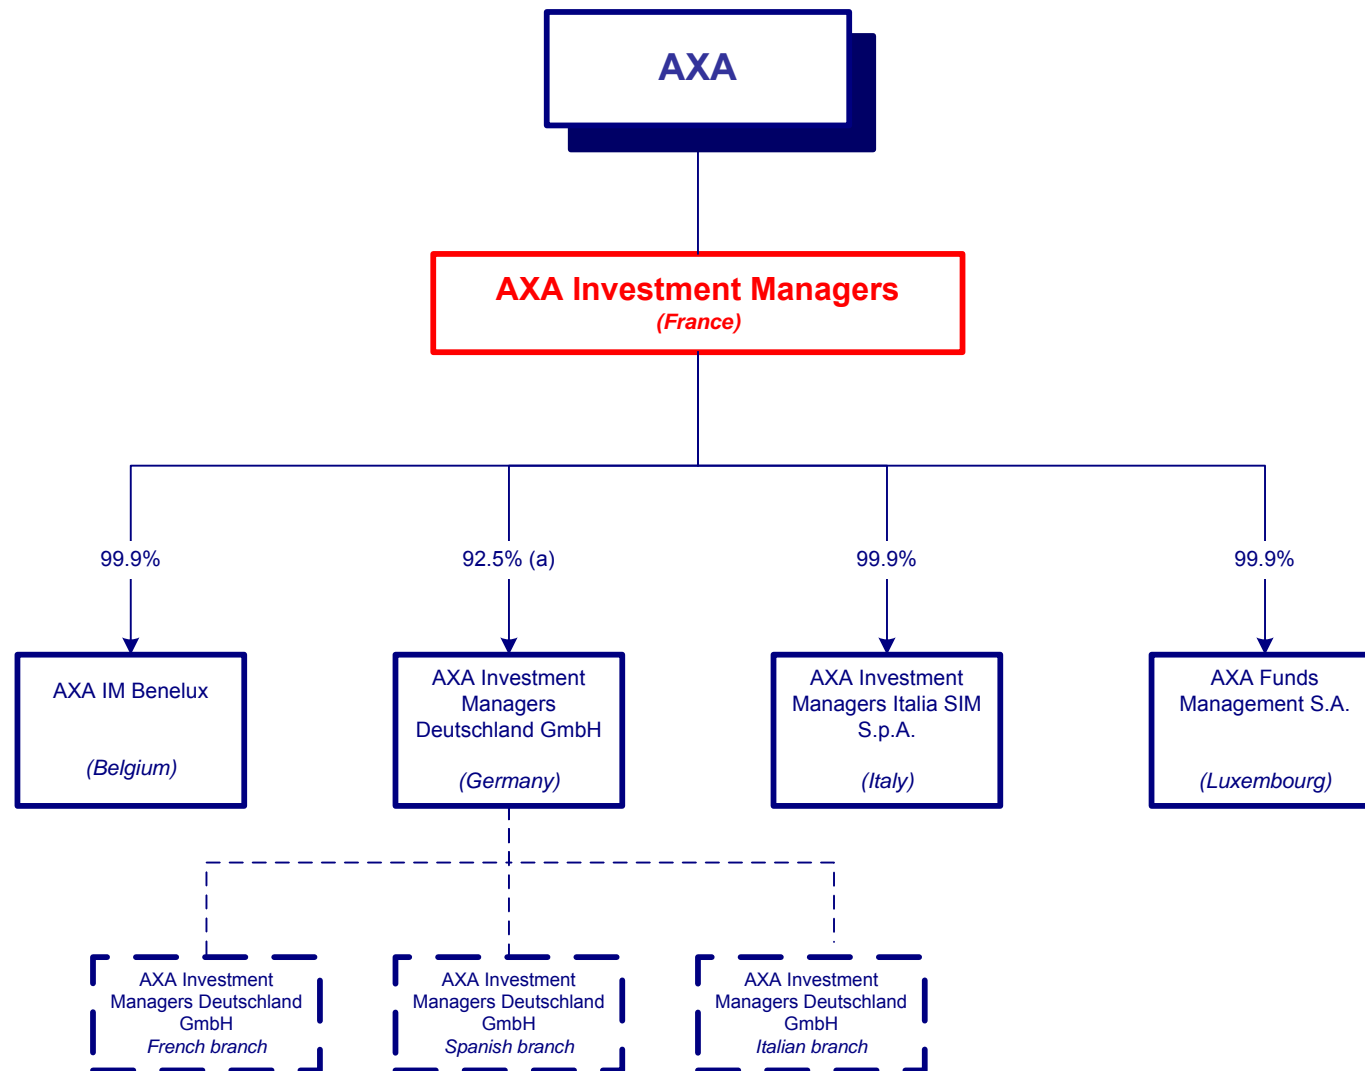 AXA
AXA Investment Managers
(France)
99.9%
92.5% (a)
99.9%
99.9%
AXA IM Benelux
(Belgium)
AXA Investment
Managers
Deutschland GmbH
(Germany)
AXA Investment
Managers Italia SIM
S.p.A.
(Italy)
AXA Funds
Management S.A.
(Luxembourg)
AXA Investment
Managers Deutschland
GmbH
French branch
AXA Investment
Managers Deutschland
GmbH
Spanish branch
AXA Investment
Managers Deutschland
GmbH
Italian branch